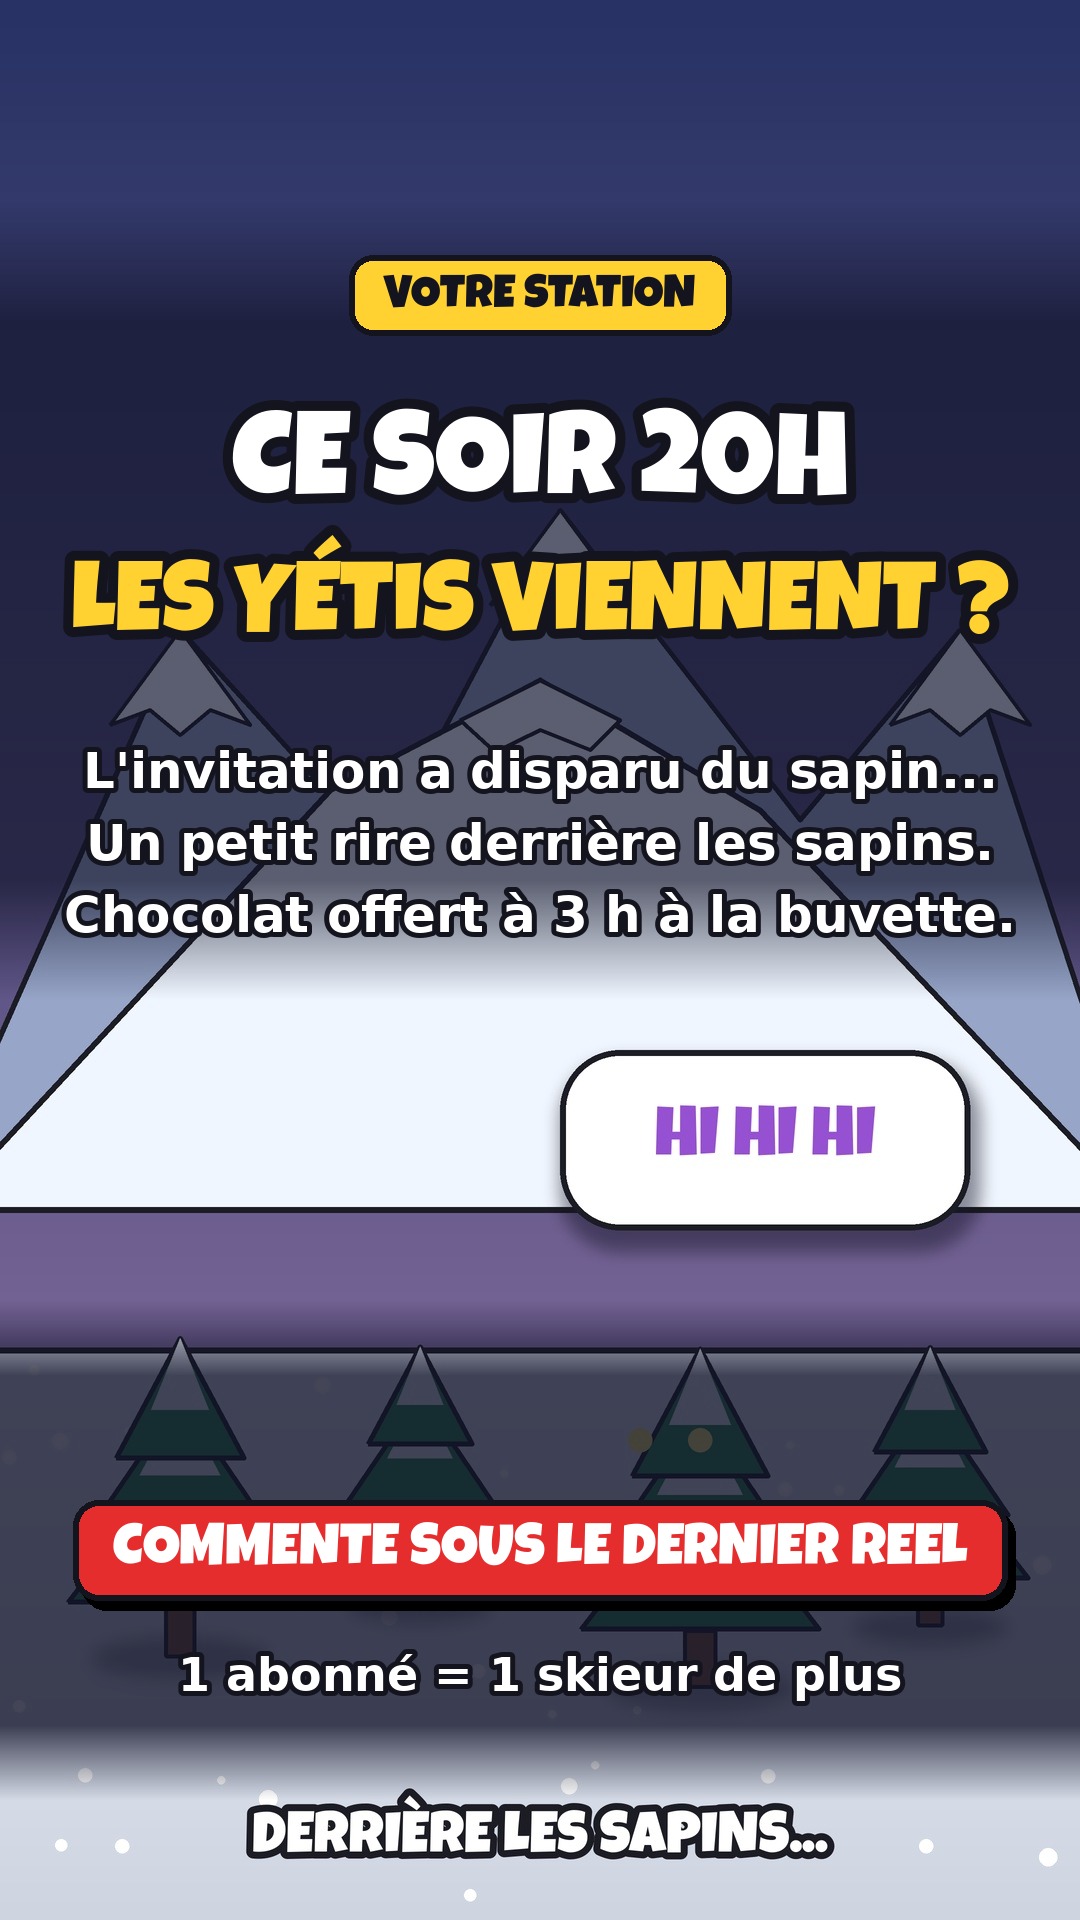 VOTRE STATION
CE SOIR 20H
LES YÉTIS VIENNENT ?
L'invitation a disparu du sapin...
Un petit rire derrière les sapins.
Chocolat offert à 3 h à la buvette.
HI HI HI
COMMENTE SOUS LE DERNIER REEL
1 abonné = 1 skieur de plus
DERRIÈRE LES SAPINS...